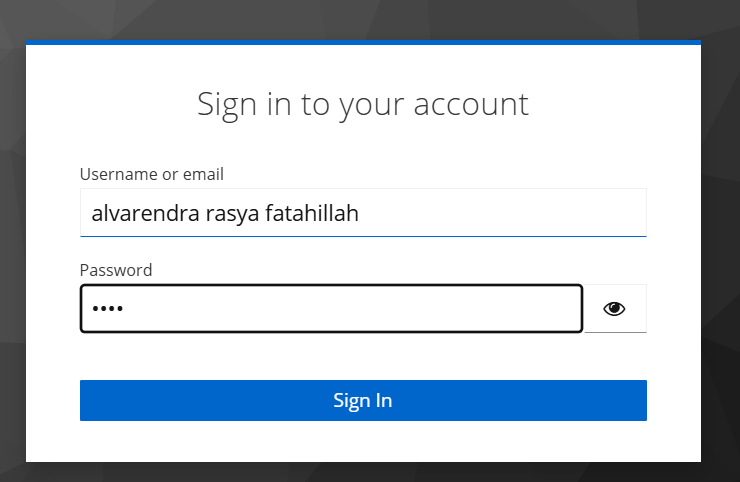 Sign in to your account
Username or email
alvarendra rasya fatahillah
Password
••••
Sign In